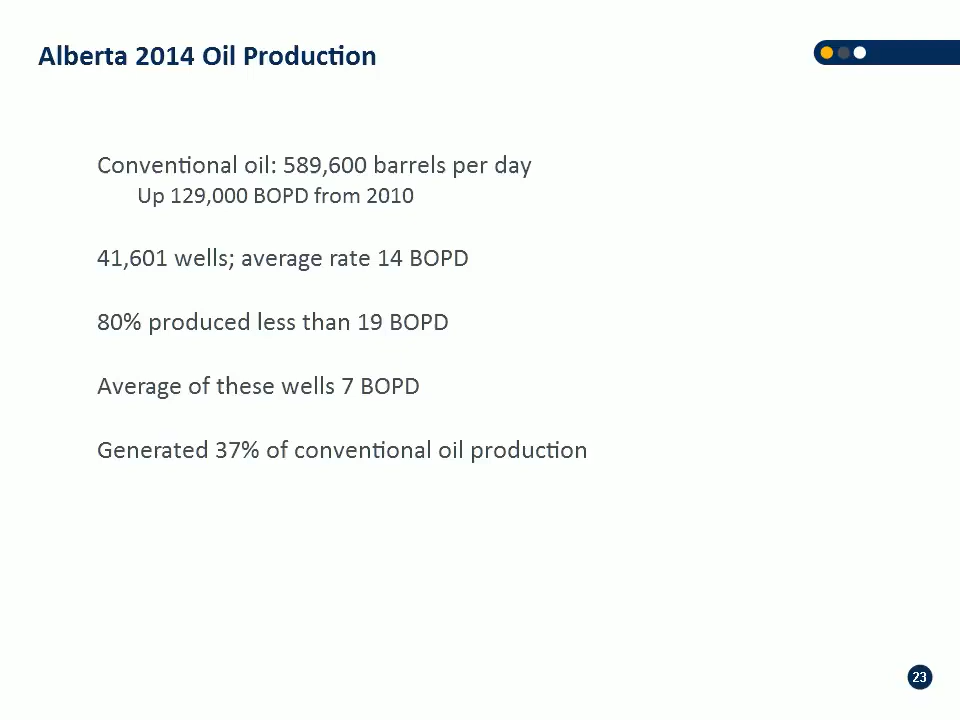 Alberta 2014 Oil Production
Conventional oil: 589,600 barrels per day
Up 129,000 BOPD from 2010
41,601 wells; average rate 14 BOPD
80% produced less than 19 BOPD
Average of these wells 7 BOPD
Generated 37% of conventional oil production
23